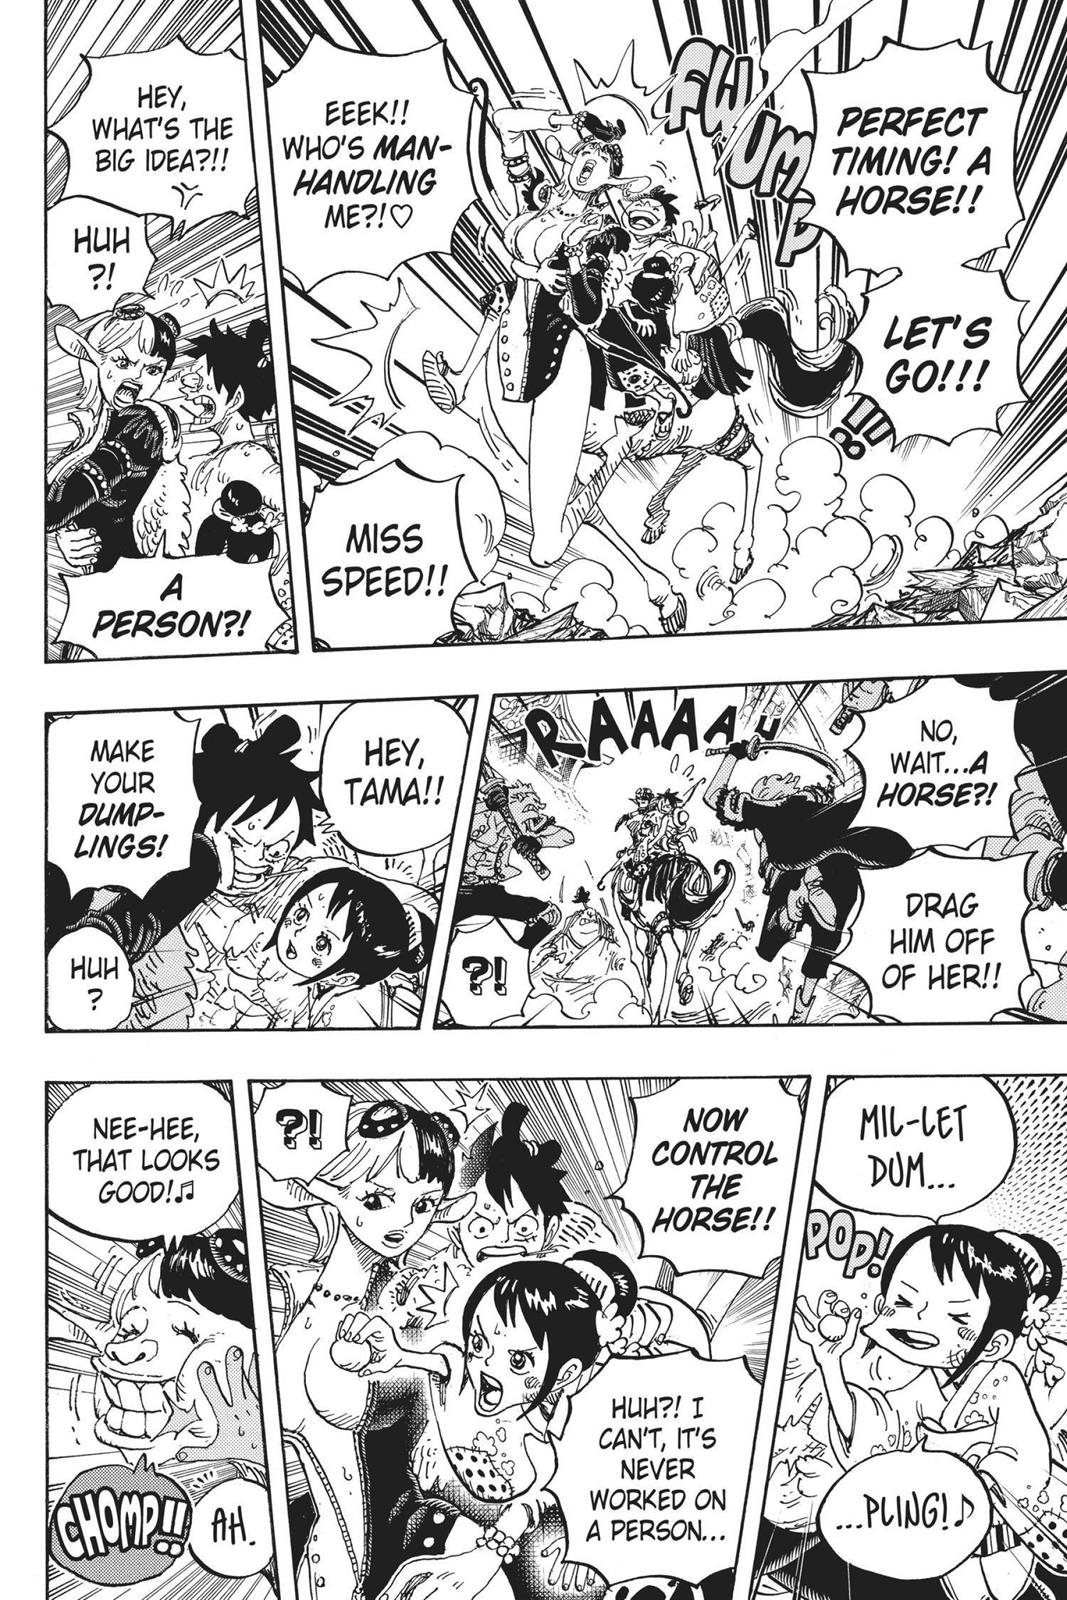 PERFECT
TIMING! A
HORSE!!
FWUMP
LET'S
GO!!!
?!!
EEEK!!
WHO'S MAN-
HANDLING
ME?!♡
MISS
SPEED!!
HEY,
WHAT'S THE
BIG IDEA?!!
HUH
?!
A
PERSON?!
NO,
WAIT...A
HORSE?!
DRAG
HIM OFF
OF HER!!
RAAAAH
?!
HEY,
TAMA!!
MAKE
YOUR
DUMP-
LINGS!
HUH
?
MIL-LET
DUM...
POP!
...PLING!♪
NOW
CONTROL
THE
HORSE!!
?!
HUH?! I
CAN'T, IT'S
NEVER
WORKED ON
A PERSON...
NEE-HEE,
THAT LOOKS
GOOD!♫
AH.
CHOMP!!